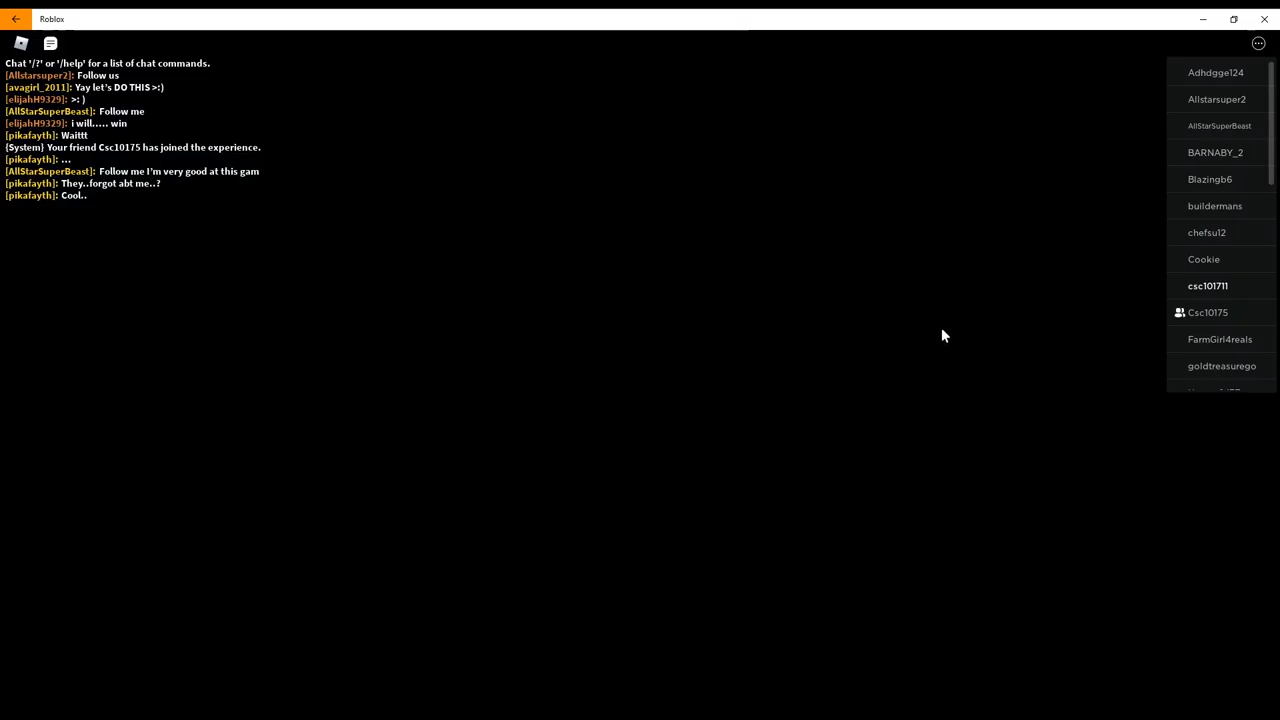 Roblox
Chat '/?' or '/help' for a list of chat commands.
[Allstarsuper2]: Follow us
[avagirl_2011]: Yay let's DO THIS >:)
[elijahH9329]: >: )
[AllStarSuperBeast]: Follow me
[elijahH9329]: i will..... win
[pikafayth]: Waittt
{System} Your friend Csc10175 has joined the experience.
[pikafayth]: ...
[AllStarSuperBeast]: Follow me I'm very good at this gam
[pikafayth]: They..forgot abt me..?
[pikafayth]: Cool..
Adhdgge124
Allstarsuper2
AllStarSuperBeast
BARNABY_2
Blazingb6
buildermans
chefsu12
Cookie
csc101711
Csc10175
FarmGirl4reals
goldtreasurego